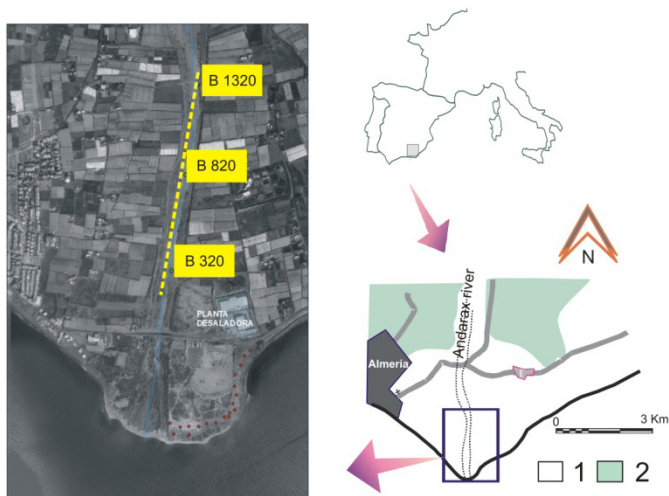 B 1320
B 820
B 320
PLANTA
DESALADORA
N
Andarax river
Almería
0
3 Km
1
2